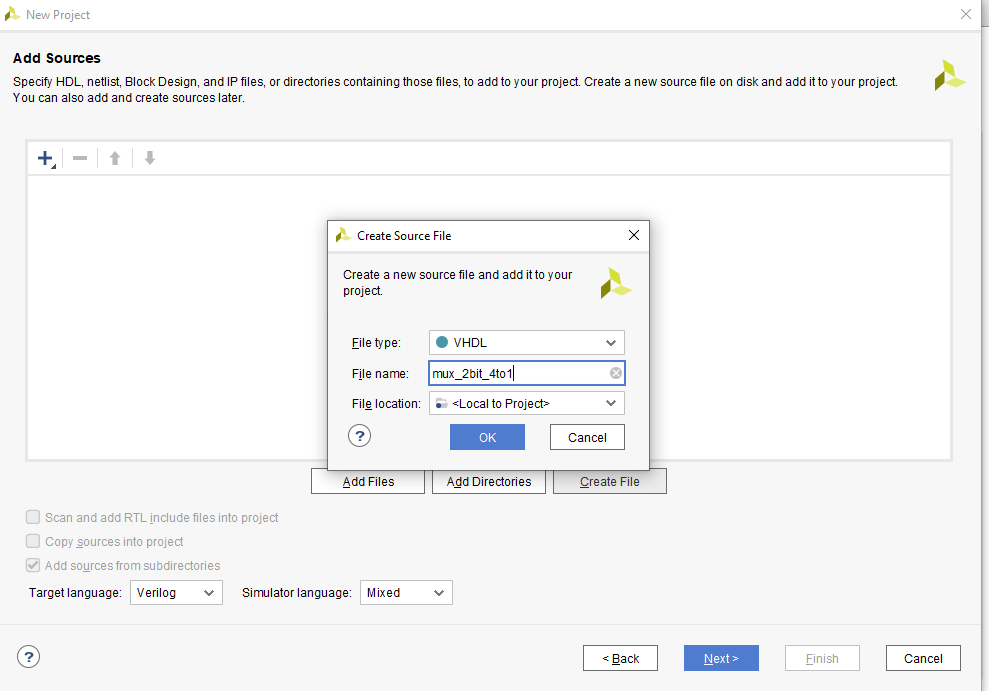 New Project
Add Sources
Specify HDL, netlist, Block Design, and IP files, or directories containing those files, to add to your project. Create a new source file on disk and add it to your project.
You can also add and create sources later.
Create Source File
Create a new source file and add it to your
project.
File type: VHDL
File name: mux_2bit_4to1
File location: <Local to Project>
? OK Cancel
Add Files Add Directories Create File
Scan and add RTL include files into project
Copy sources into project
Add sources from subdirectories
Target language: Verilog Simulator language: Mixed
? < Back Next > Finish Cancel